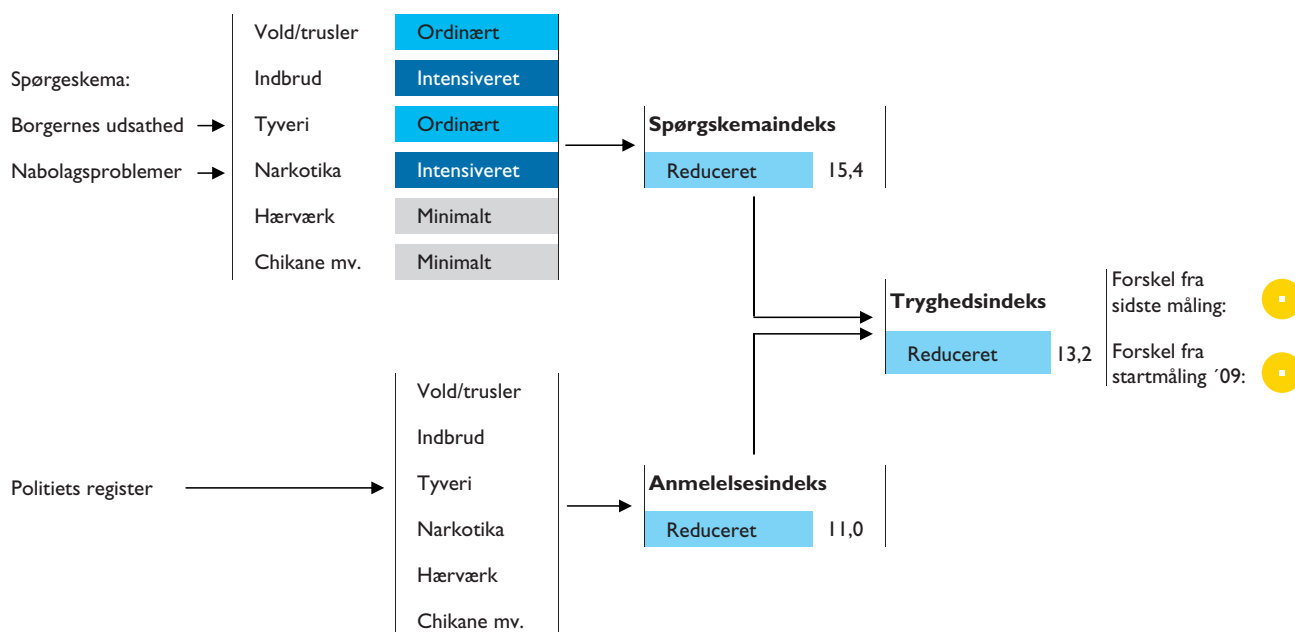 Spørgeskema:
Borgernes udsathed
Nabolagsproblemer
Vold/trusler Ordinært
Indbrud Intensiveret
Tyveri Ordinært
Narkotika Intensiveret
Hærværk Minimalt
Chikane mv. Minimalt
Spørgskemaindeks
Reduceret 15,4
Tryghedsindeks
Reduceret 13,2
Forskel fra
sidste måling:
Forskel fra
startmåling ´09:
Politiets register
Vold/trusler
Indbrud
Tyveri
Narkotika
Hærværk
Chikane mv.
Anmelelsesindeks
Reduceret 11,0